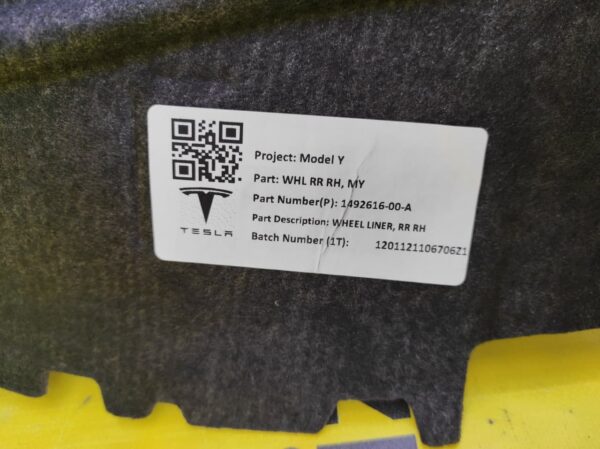 Project: Model Y
Part: WHL RR RH, MY
Part Number(P): 1492616-00-A
Part Description: WHEEL LINER, RR RH
TESLA
Batch Number (1T): 1201121106706Z1